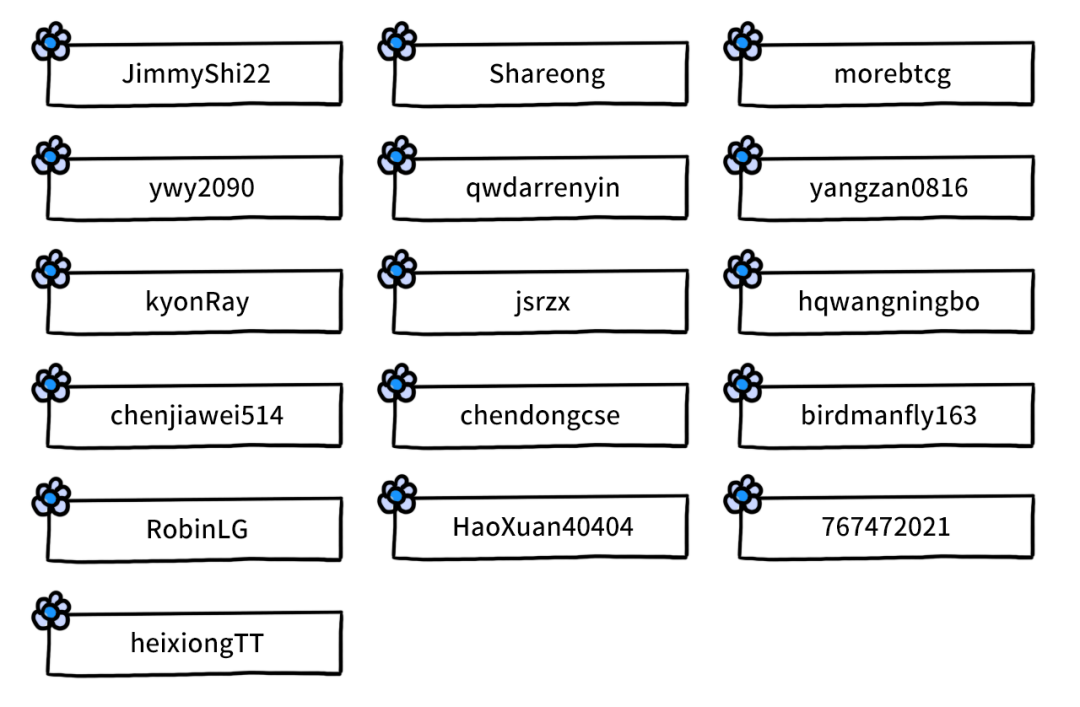 JimmyShi22
Shareong
morebtcg
ywy2090
qwdarrenyin
yangzan0816
kyonRay
jsrzx
hqwangningbo
chenjiawei514
chendongcse
birdmanfly163
RobinLG
HaoXuan40404
767472021
heixiongTT